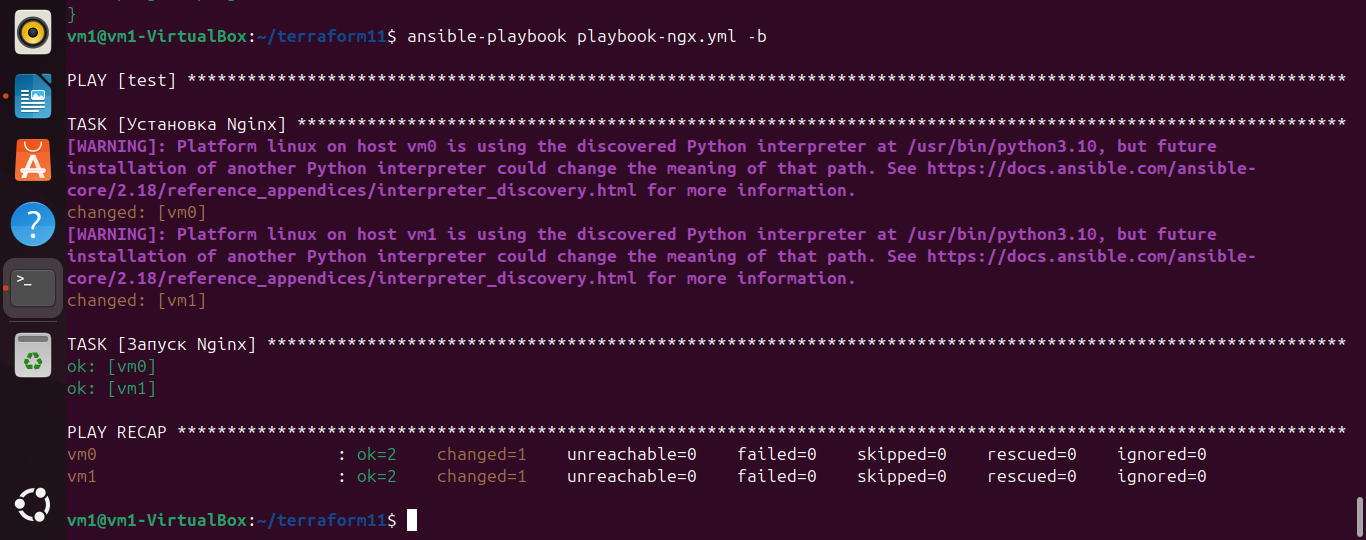 }
vm1@vm1-VirtualBox:~/terraform11$ ansible-playbook playbook-ngx.yml -b
PLAY [test] ********************************************************************************************************************
TASK [Установка Nginx] *********************************************************************************************************
[WARNING]: Platform linux on host vm0 is using the discovered Python interpreter at /usr/bin/python3.10, but future
installation of another Python interpreter could change the meaning of that path. See https://docs.ansible.com/ansible-
core/2.18/reference_appendices/interpreter_discovery.html for more information.
changed: [vm0]
[WARNING]: Platform linux on host vm1 is using the discovered Python interpreter at /usr/bin/python3.10, but future
installation of another Python interpreter could change the meaning of that path. See https://docs.ansible.com/ansible-
core/2.18/reference_appendices/interpreter_discovery.html for more information.
changed: [vm1]
TASK [Запуск Nginx] ************************************************************************************************************
ok: [vm0]
ok: [vm1]
PLAY RECAP *********************************************************************************************************************
vm0 : ok=2 changed=1 unreachable=0 failed=0 skipped=0 rescued=0 ignored=0
vm1 : ok=2 changed=1 unreachable=0 failed=0 skipped=0 rescued=0 ignored=0
vm1@vm1-VirtualBox:~/terraform11$